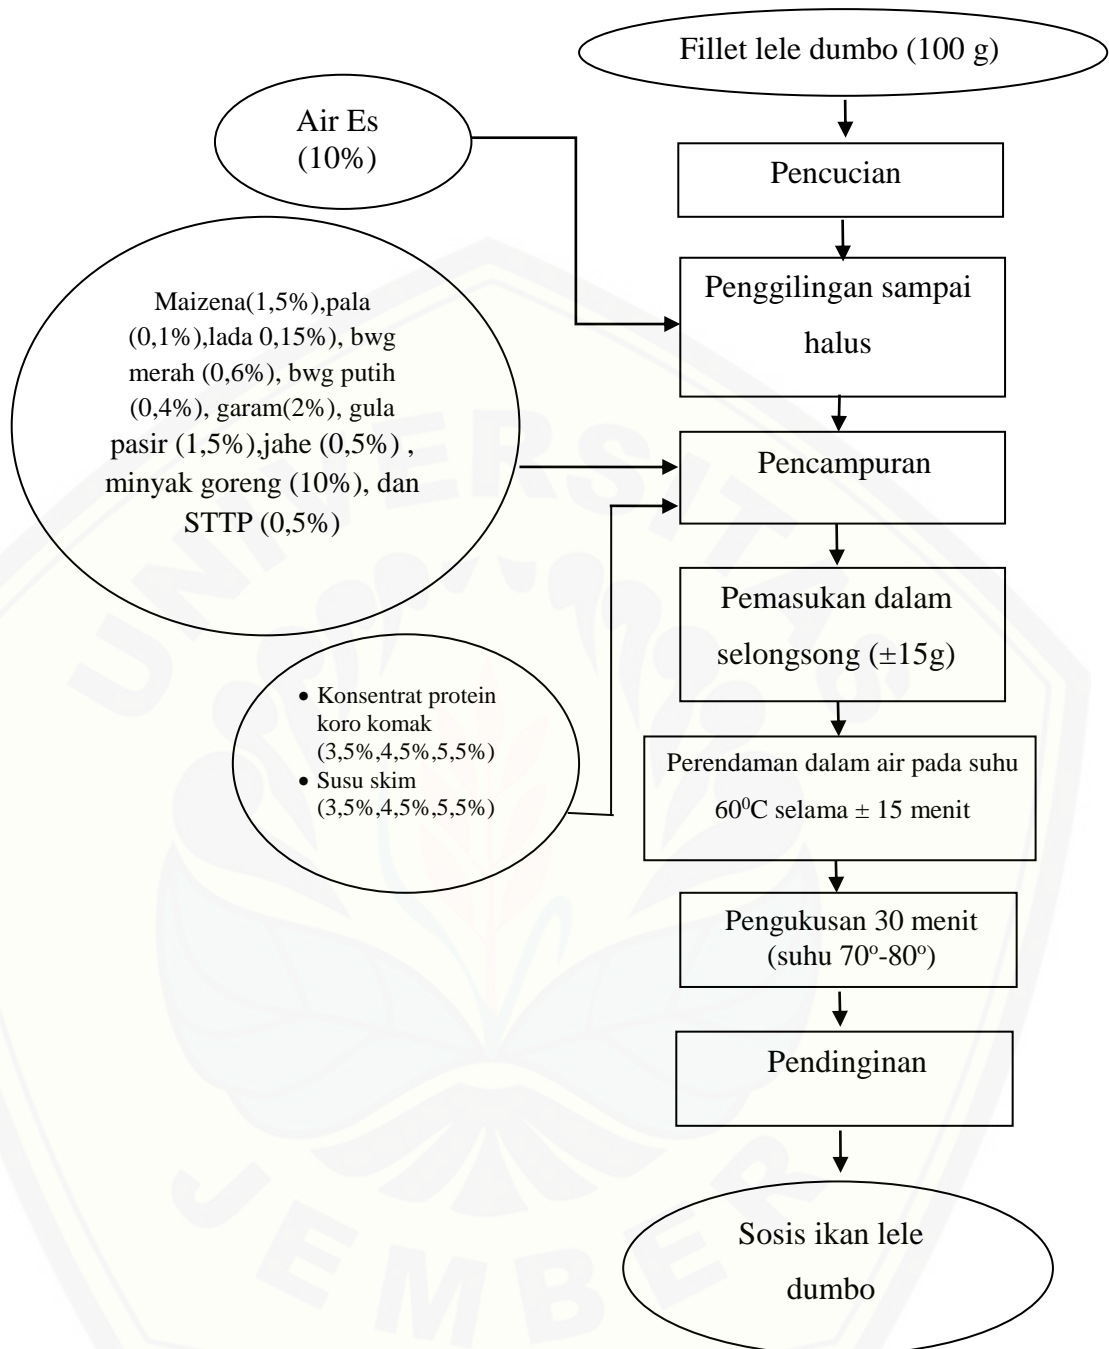 Fillet lele dumbo (100 g)
Air Es
(10%)
Pencucian
Penggilingan sampai
halus
Maizena(1,5%),pala
(0,1%),lada 0,15%), bwg
merah (0,6%), bwg putih
(0,4%), garam(2%), gula
pasir (1,5%),jahe (0,5%) ,
minyak goreng (10%), dan
STTP (0,5%)
Pencampuran
Pemasukan dalam
selongsong (±15g)
• Konsentrat protein
koro komak
(3,5%,4,5%,5,5%)
• Susu skim
(3,5%,4,5%,5,5%)
Perendaman dalam air pada suhu
60⁰C selama ± 15 menit
Pengukusan 30 menit
(suhu 70º-80º)
Pendinginan
Sosis ikan lele
dumbo
UNIVERSITAS
JEMBER